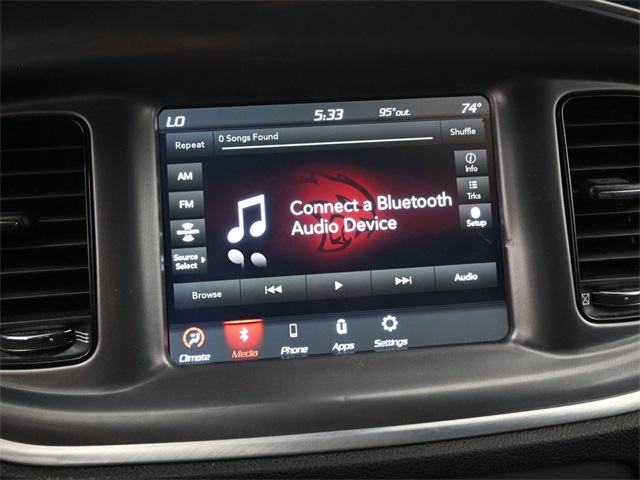 LO 5:33 95°out. 74°
Repeat 0 Songs Found Shuffle
AM
FM
Source
Select
Connect a Bluetooth
Audio Device
Info
Trks
Setup
Browse Audio
Climate Media Phone Apps Settings